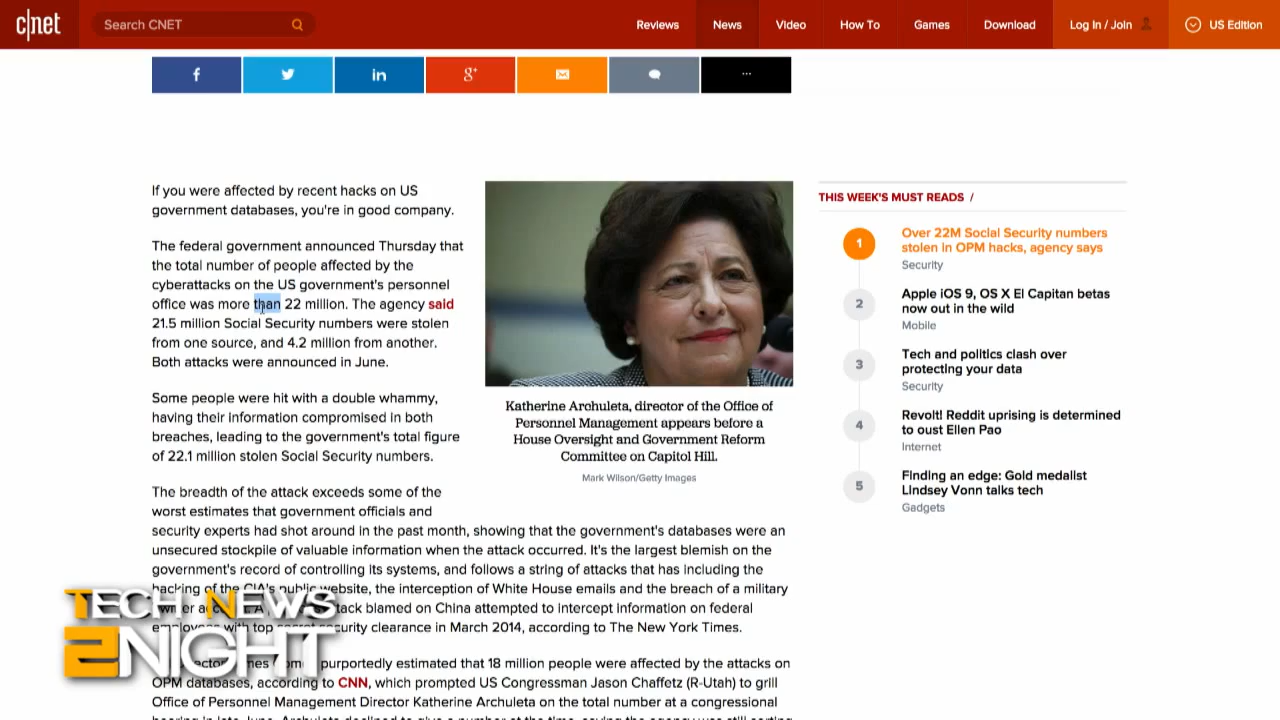 c|net
Search CNET
Reviews
News
Video
How To
Games
Download
Log In / Join
US Edition
f
in
g+
...
If you were affected by recent hacks on US
government databases, you're in good company.
The federal government announced Thursday that
the total number of people affected by the
cyberattacks on the US government's personnel
office was more than 22 million. The agency said
21.5 million Social Security numbers were stolen
from one source, and 4.2 million from another.
Both attacks were announced in June.
Some people were hit with a double whammy,
having their information compromised in both
breaches, leading to the government's total figure
of 22.1 million stolen Social Security numbers.
The breadth of the attack exceeds some of the
worst estimates that government officials and
security experts had shot around in the past month, showing that the government's databases were an
unsecured stockpile of valuable information when the attack occurred. It's the largest blemish on the
government's record of controlling its systems, and follows a string of attacks that has including the
hacking of the CIA's public website, the interception of White House emails and the breach of a military
attack blamed on China attempted to intercept information on federal
employees with top secret security clearance in March 2014, according to The New York Times.
purportedly estimated that 18 million people were affected by the attacks on
OPM databases, according to CNN, which prompted US Congressman Jason Chaffetz (R-Utah) to grill
Office of Personnel Management Director Katherine Archuleta on the total number at a congressional
hearing in late June. Archuleta declined to give a number at the time, saying the agency was still sorting
Katherine Archuleta, director of the Office of
Personnel Management appears before a
House Oversight and Government Reform
Committee on Capitol Hill.
Mark Wilson/Getty Images
THIS WEEK'S MUST READS /
1
Over 22M Social Security numbers
stolen in OPM hacks, agency says
Security
2
Apple iOS 9, OS X El Capitan betas
now out in the wild
Mobile
3
Tech and politics clash over
protecting your data
Security
4
Revolt! Reddit uprising is determined
to oust Ellen Pao
Internet
5
Finding an edge: Gold medalist
Lindsey Vonn talks tech
Gadgets
TECH NEWS
2NIGHT